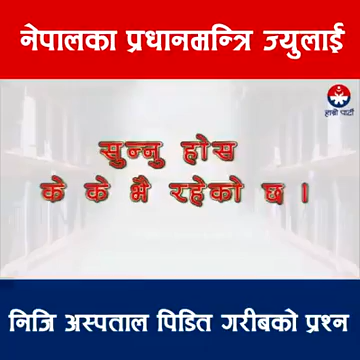 नेपालका प्रधानमन्त्रि ज्युलाई
हाम्रो पार्टी
सुन्नु होस
के के भै रहेको छ ।
निजि अस्पताल पिडित गरीबको प्रश्न